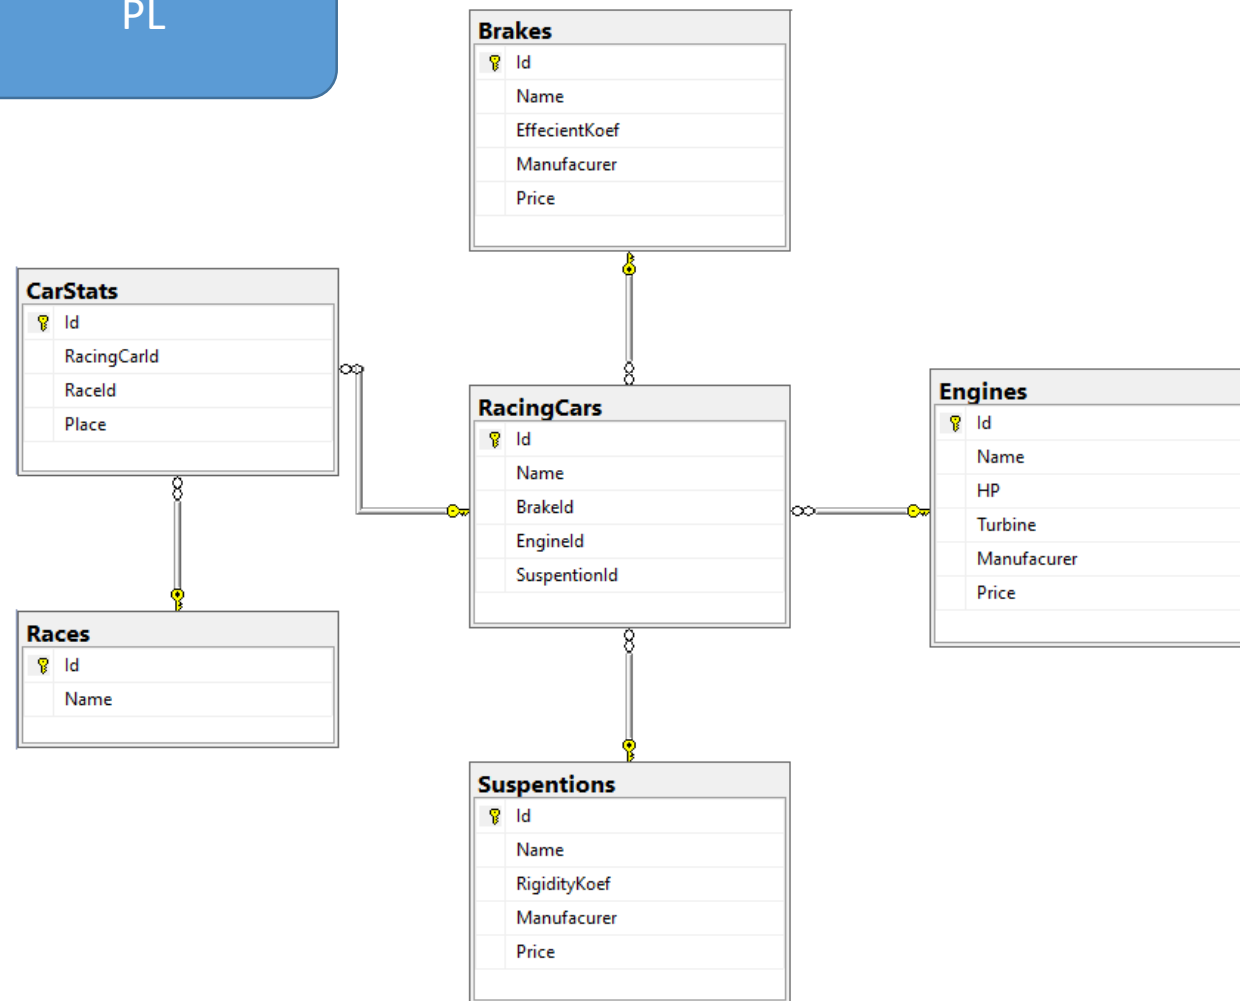 PL
Brakes
Id
Name
EffecientKoef
Manufacurer
Price
CarStats
Id
RacingCarId
RaceId
Place
RacingCars
Id
Name
BrakeId
EngineId
SuspentionId
Engines
Id
Name
HP
Turbine
Manufacurer
Price
Races
Id
Name
Suspentions
Id
Name
RigidityKoef
Manufacurer
Price